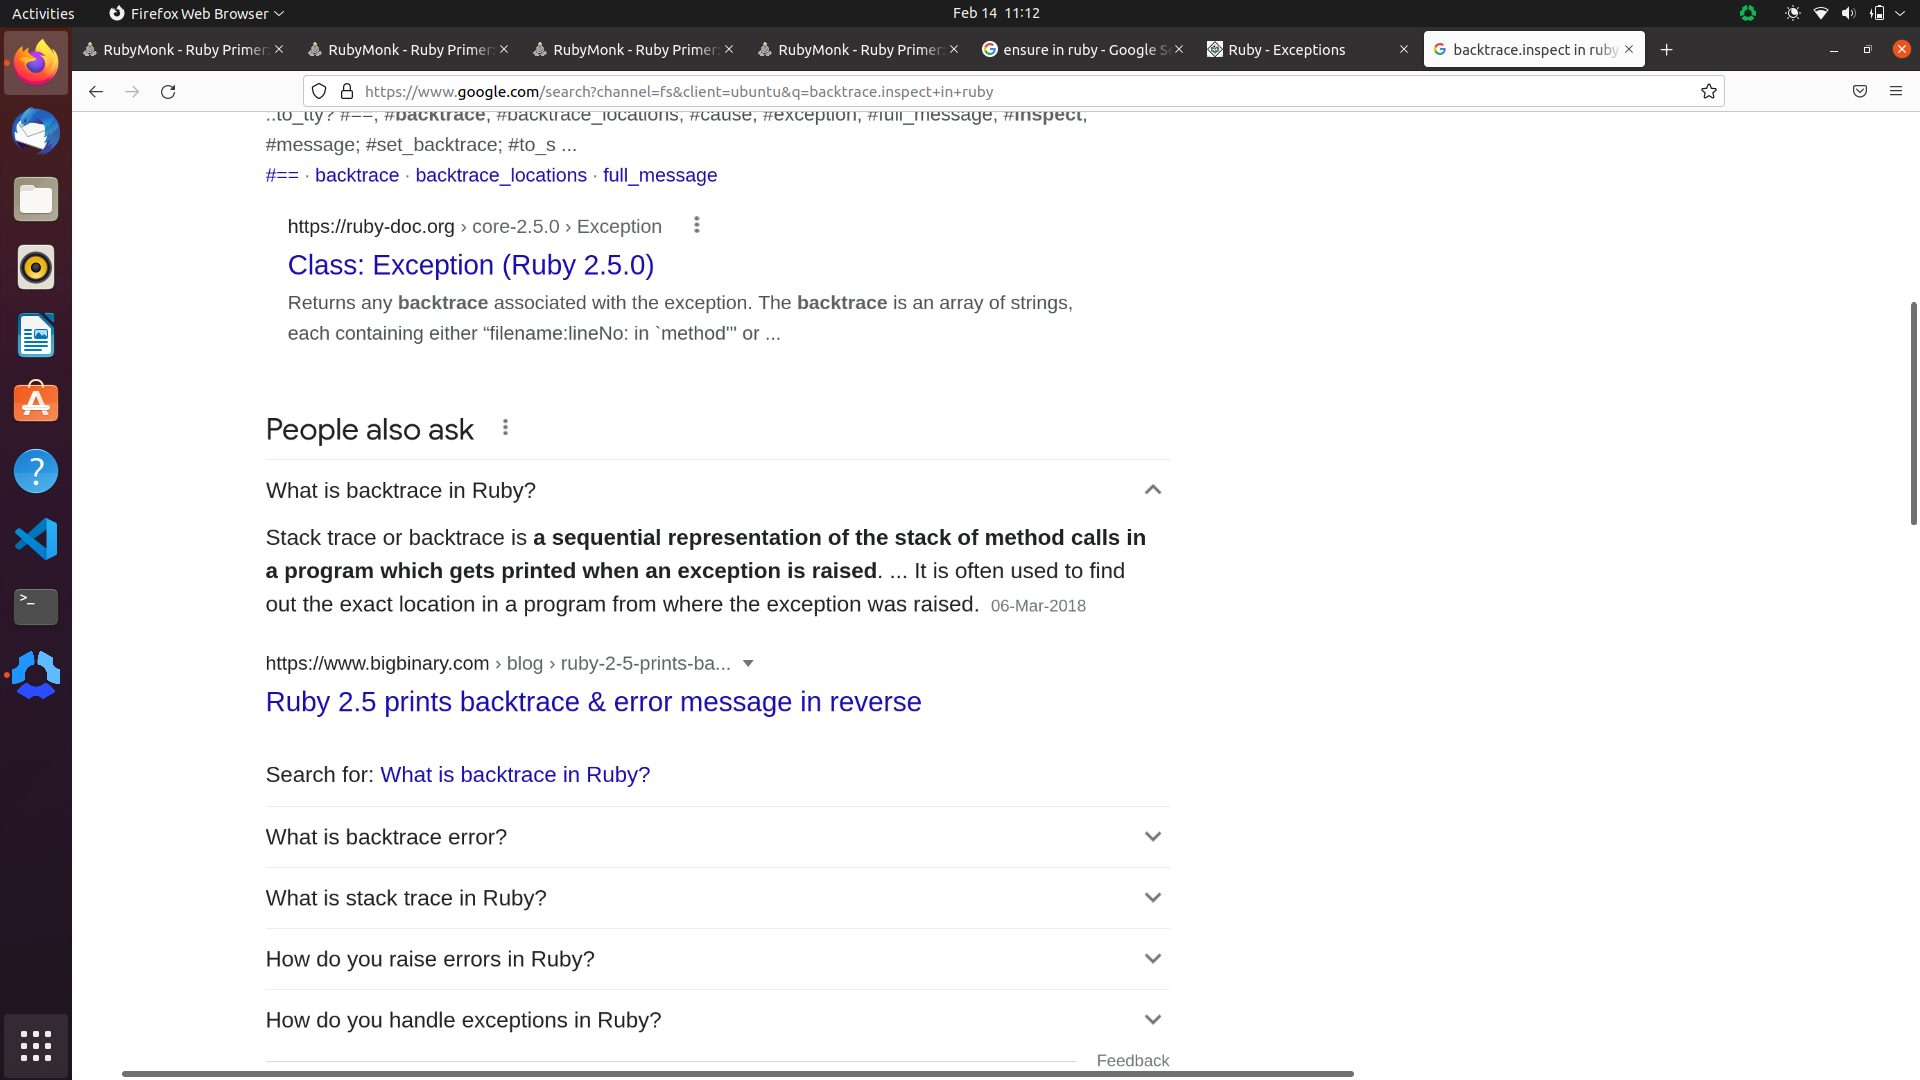 Activities
Firefox Web Browser
Feb 14 11:12
RubyMonk - Ruby Primer:
RubyMonk - Ruby Primer:
RubyMonk - Ruby Primer:
RubyMonk - Ruby Primer:
ensure in ruby - Google Se
Ruby - Exceptions
backtrace.inspect in ruby
https://www.google.com/search?channel=fs&client=ubuntu&q=backtrace.inspect+in+ruby
..to_tty? #==, #backtrace, #backtrace_locations, #cause, #exception, #full_message, #inspect,
#message; #set_backtrace; #to_s ...
#== · backtrace · backtrace_locations · full_message
https://ruby-doc.org › core-2.5.0 › Exception
Class: Exception (Ruby 2.5.0)
Returns any backtrace associated with the exception. The backtrace is an array of strings,
each containing either “filename:lineNo: in `method'" or ...
People also ask
What is backtrace in Ruby?
Stack trace or backtrace is a sequential representation of the stack of method calls in
a program which gets printed when an exception is raised. ... It is often used to find
out the exact location in a program from where the exception was raised. 06-Mar-2018
https://www.bigbinary.com › blog › ruby-2-5-prints-ba...
Ruby 2.5 prints backtrace & error message in reverse
Search for: What is backtrace in Ruby?
What is backtrace error?
What is stack trace in Ruby?
How do you raise errors in Ruby?
How do you handle exceptions in Ruby?
Feedback